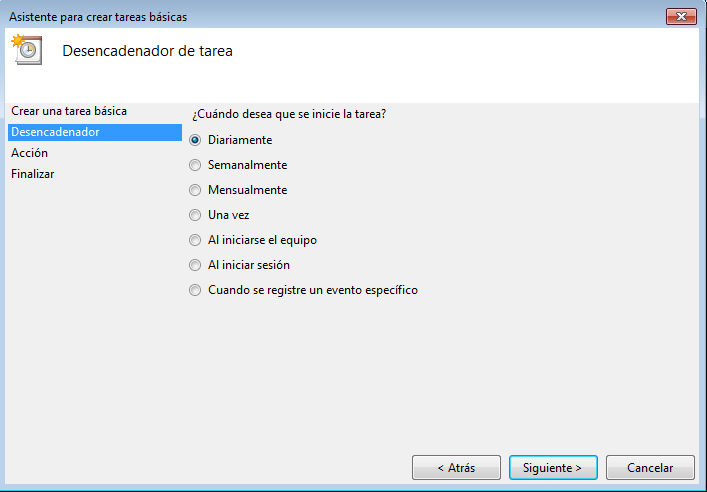 Asistente para crear tareas básicas
Desencadenador de tarea
Crear una tarea básica
Desencadenador
Acción
Finalizar
¿Cuándo desea que se inicie la tarea?
Diariamente
Semanalmente
Mensualmente
Una vez
Al iniciarse el equipo
Al iniciar sesión
Cuando se registre un evento específico
< Atrás
Siguiente >
Cancelar